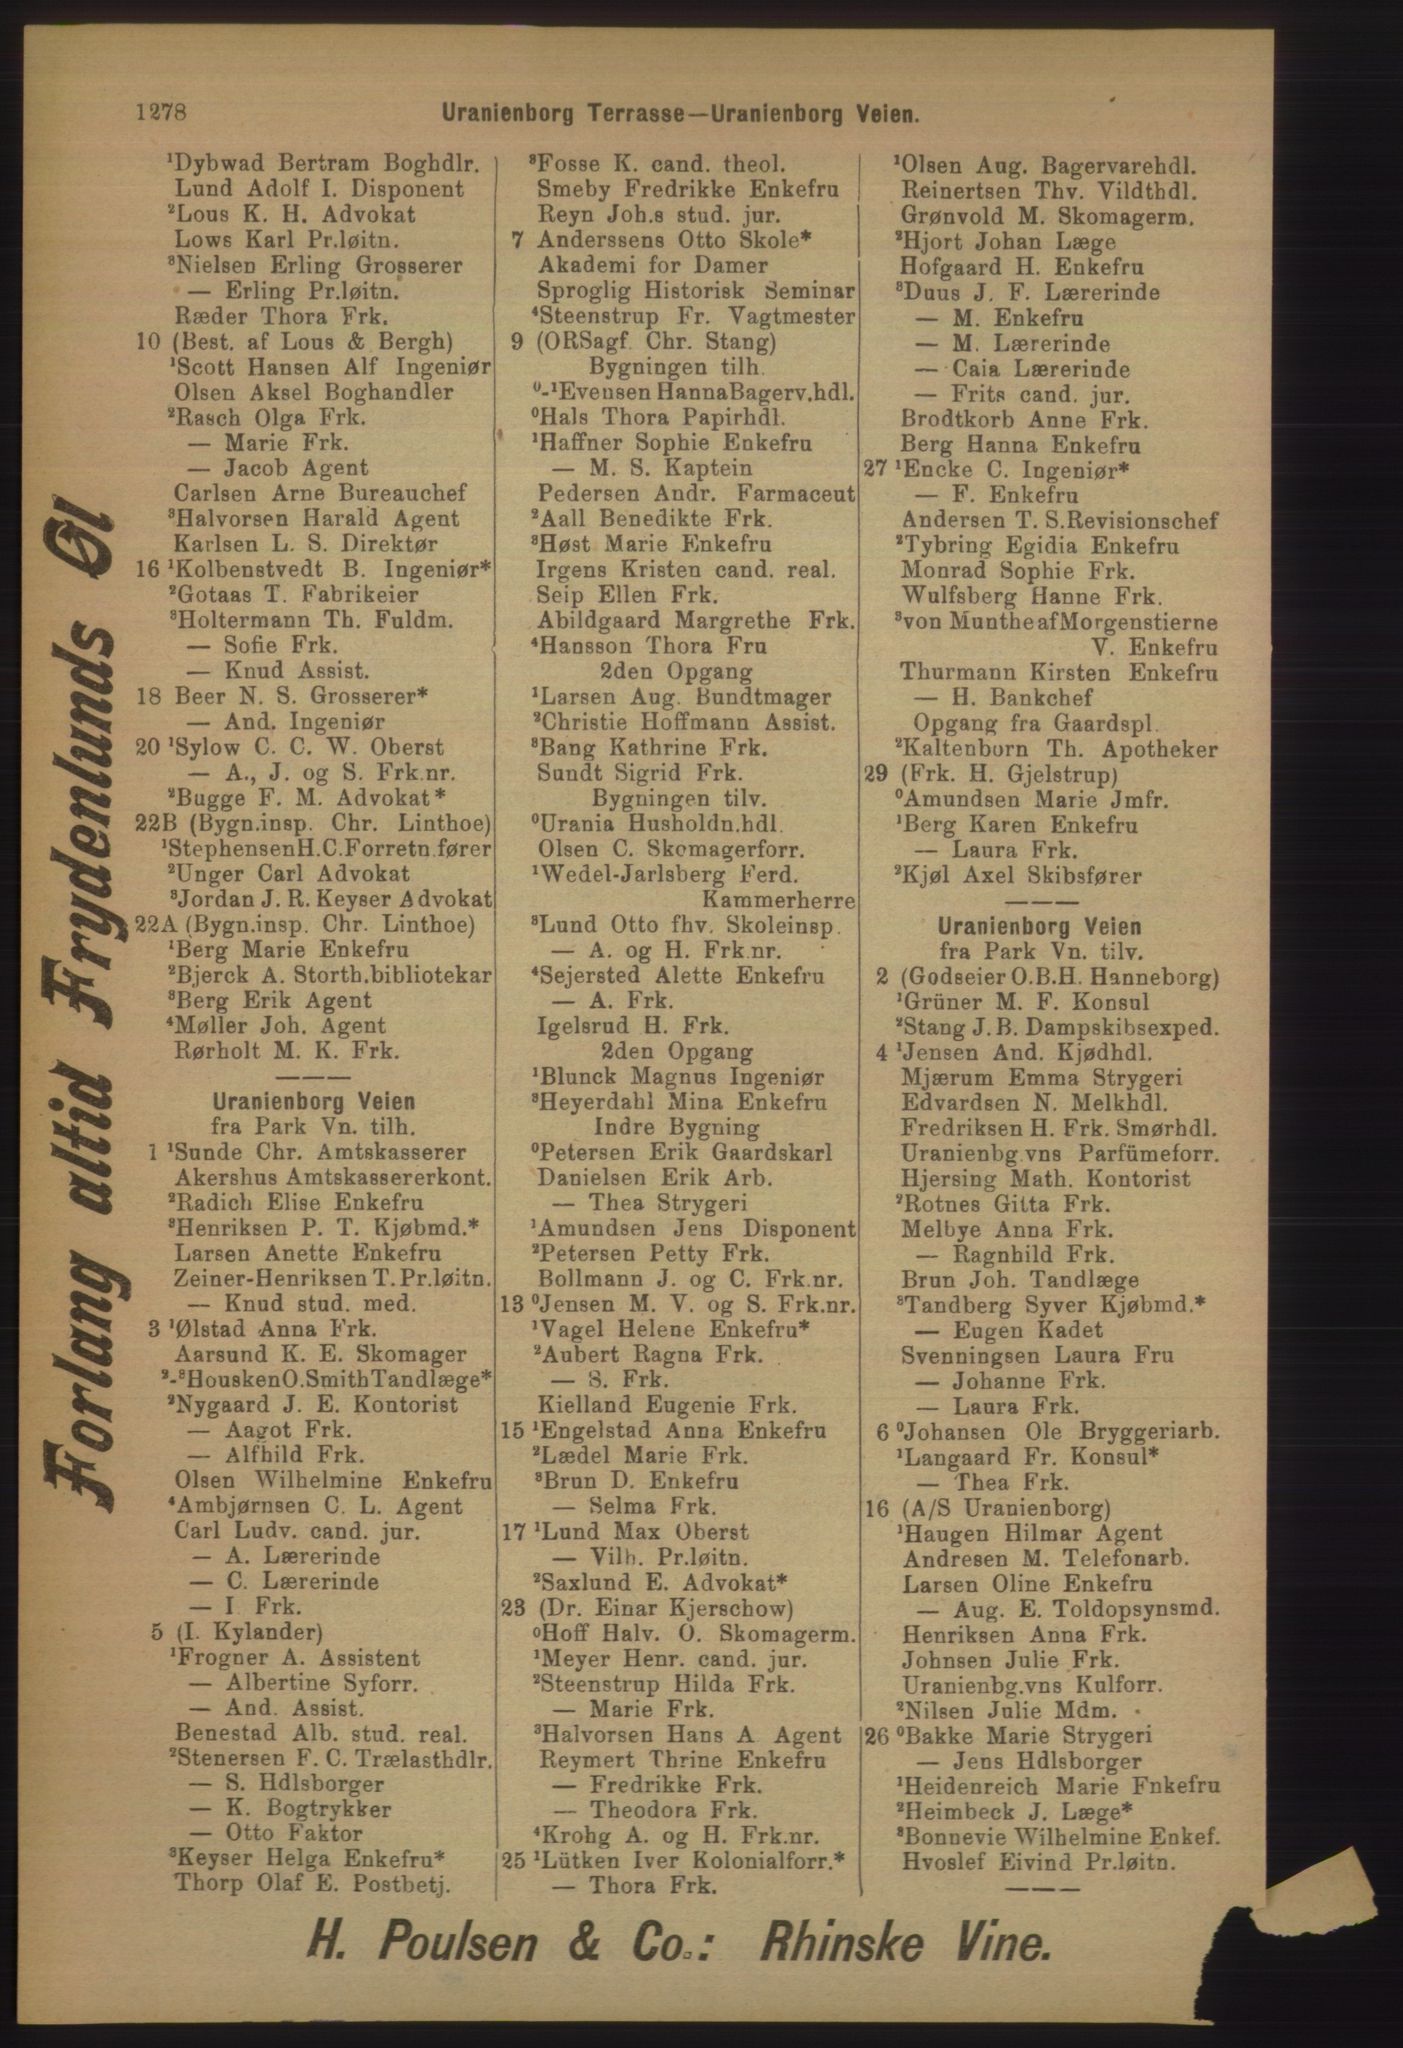 1278
Uranienborg Terrasse—Uranienborg Veien.
¹Dybwad Bertram Boghdlr.
Lund Adolf I. Disponent
²Lous K. H. Advokat
Lows Karl Pr.løitn.
³Nielsen Erling Grosserer
— Erling Pr.løitn.
Ræder Thora Frk.
10 (Best. af Lous & Bergh)
¹Scott Hansen Alf Ingeniør
Olsen Aksel Boghandler
²Rasch Olga Frk.
— Marie Frk.
— Jacob Agent
Carlsen Arne Bureauchef
³Halvorsen Harald Agent
Karlsen L. S. Direktør
16 ¹Kolbenstvedt B. Ingeniør*
²Gotaas T. Fabrikeier
³Holtermann Th. Fuldm.
— Sofie Frk.
— Knud Assist.
18 Beer N. S. Grosserer*
— And. Ingeniør
20 ¹Sylow C. C. W. Oberst
— A., J. og S. Frk.nr.
²Bugge F. M. Advokat*
22B (Bygn.insp. Chr. Linthoe)
¹Stephensen H.C. Forretn.fører
²Unger Carl Advokat
³Jordan J. R. Keyser Advokat
22A (Bygn.insp. Chr. Linthoe)
¹Berg Marie Enkefru
²Bjerck A. Storth.bibliotekar
³Berg Erik Agent
⁴Møller Joh. Agent
Rørholt M. K. Frk.
———
Uranienborg Veien
fra Park Vn. tilh.
1 ¹Sunde Chr. Amtskasserer
Akershus Amtskassererkont.
²Radich Elise Enkefru
³Henriksen P. T. Kjøbmd.*
Larsen Anette Enkefru
Zeiner-Henriksen T. Pr.løitn.
— Knud stud. med.
3 ¹Ølstad Anna Frk.
Aarsund K. E. Skomager
²-³Housken O. Smith Tandlæge*
²Nygaard J. E. Kontorist
— Aagot Frk.
— Alfhild Frk.
Olsen Wilhelmine Enkefru
⁴Ambjørnsen C. L. Agent
Carl Ludv. cand. jur.
— A. Lærerinde
— C. Lærerinde
— I Frk.
5 (I. Kylander)
¹Frogner A. Assistent
— Albertine Syforr.
— And. Assist.
Benestad Alb. stud. real.
²Stenersen F. C. Trælasthdlr.
— S. Hdlsborger
— K. Bogtrykker
— Otto Faktor
³Keyser Helga Enkefru*
Thorp Olaf E. Postbetj.
³Fosse K. cand. theol.
Smeby Fredrikke Enkefru
Reyn Joh.s stud. jur.
7 Anderssens Otto Skole*
Akademi for Damer
Sproglig Historisk Seminar
⁴Steenstrup Fr. Vagtmester
9 (ORSagf. Chr. Stang)
Bygningen tilh.
⁰-¹Evensen Hanna Bagerv.hdl.
⁰Hals Thora Papirhdl.
¹Haffner Sophie Enkefru
— M. S. Kaptein
Pedersen Andr. Farmaceut
²Aall Benedikte Frk.
³Høst Marie Enkefru
Irgens Kristen cand. real.
Seip Ellen Frk.
Abildgaard Margrethe Frk.
⁴Hansson Thora Fru
2den Opgang
¹Larsen Aug. Bundtmager
²Christie Hoffmann Assist.
³Bang Kathrine Frk.
Sundt Sigrid Frk.
Bygningen tilv.
⁰Urania Husholdn.hdl.
Olsen C. Skomagerforr.
¹Wedel-Jarlsberg Ferd.
Kammerherre
³Lund Otto fhv. Skoleinsp.
— A. og H. Frk.nr.
⁴Sejersted Alette Enkefru
— A. Frk.
Igelsrud H. Frk.
2den Opgang
¹Blunck Magnus Ingeniør
³Heyerdahl Mina Enkefru
Indre Bygning
⁰Petersen Erik Gaardskarl
Danielsen Erik Arb.
— Thea Strygeri
¹Amundsen Jens Disponent
²Petersen Petty Frk.
Bollmann J. og C. Frk.nr.
13 ⁰Jensen M. V. og S. Frk.nr.
¹Vagel Helene Enkefru*
²Aubert Ragna Frk.
— S. Frk.
Kielland Eugenie Frk.
15 ¹Engelstad Anna Enkefru
²Lædel Marie Frk.
³Brun D. Enkefru
— Selma Frk.
17 ¹Lund Max Oberst
— Vilh. Pr.løitn.
²Saxlund E. Advokat*
23 (Dr. Einar Kjerschow)
⁰Hoff Halv. O. Skomagerm.
¹Meyer Henr. cand. jur.
²Steenstrup Hilda Frk.
— Marie Frk.
³Halvorsen Hans A Agent
Reymert Thrine Enkefru
— Fredrikke Frk.
— Theodora Frk.
⁴Krohg A. og H. Frk.nr.
25 ¹Lütken Iver Kolonialforr.*
— Thora Frk.
¹Olsen Aug. Bagervarehdl.
Reinertsen Thv. Vildthdl.
Grønvold M. Skomagerm.
²Hjort Johan Læge
Hofgaard H. Enkefru
³Duus J. F. Lærerinde
— M. Enkefru
— M. Lærerinde
— Caia Lærerinde
— Frits cand. jur.
Brodtkorb Anne Frk.
Berg Hanna Enkefru
27 ¹Encke C. Ingeniør*
— F. Enkefru
Andersen T. S. Revisionschef
²Tybring Egidia Enkefru
Monrad Sophie Frk.
Wulfsberg Hanne Frk.
³von Munthe af Morgenstierne
V. Enkefru
Thurmann Kirsten Enkefru
— H. Bankchef
Opgang fra Gaardspl.
²Kaltenborn Th. Apotheker
29 (Frk. H. Gjelstrup)
⁰Amundsen Marie Jmfr.
¹Berg Karen Enkefru
— Laura Frk.
²Kjøl Axel Skibsfører
———
Uranienborg Veien
fra Park Vn. tilv.
2 (Godseier O.B.H. Hanneborg)
¹Grüner M. F. Konsul
²Stang J. B. Dampskibsexped.
4 ¹Jensen And. Kjødhdl.
Mjærum Emma Strygeri
Edvardsen N. Melkhdl.
Fredriksen H. Frk. Smørhdl.
Uranienbg.vns Parfümeforr.
Hjersing Math. Kontorist
²Rotnes Gitta Frk.
Melbye Anna Frk.
— Ragnhild Frk.
Brun Joh. Tandlæge
³Tandberg Syver Kjøbmd.*
— Eugen Kadet
Svenningsen Laura Fru
— Johanne Frk.
— Laura Frk.
6 ⁰Johansen Ole Bryggeriarb.
¹Langaard Fr. Konsul*
— Thea Frk.
16 (A/S Uranienborg)
¹Haugen Hilmar Agent
Andresen M. Telefonarb.
Larsen Oline Enkefru
— Aug. E. Toldopsynsmd.
Henriksen Anna Frk.
Johnsen Julie Frk.
Uranienbg.vns Kulforr.
²Nilsen Julie Mdm.
26 ⁰Bakke Marie Strygeri
— Jens Hdlsborger
¹Heidenreich Marie Fnkefru
²Heimbeck J. Læge*
³Bonnevie Wilhelmine Enkef.
Hvoslef Eivind Pr.løitn.
———
Forlang altid Frydenlunds Øl
H. Poulsen & Co.: Rhinske Vine.